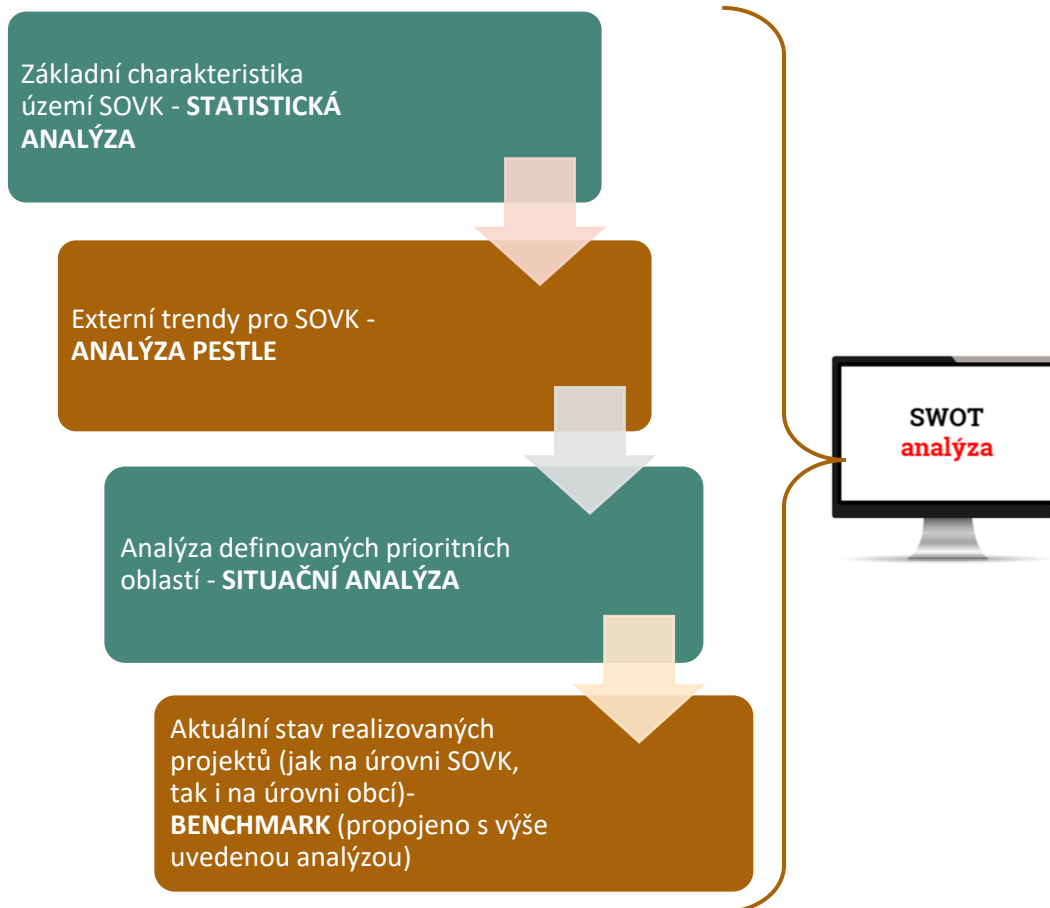 Základní charakteristika
území SOVK - STATISTICKÁ
ANALÝZA
Externí trendy pro SOVK -
ANALÝZA PESTLE
Analýza definovaných prioritních
oblastí - SITUAČNÍ ANALÝZA
Aktuální stav realizovaných
projektů (jak na úrovni SOVK,
tak i na úrovni obcí)-
BENCHMARK (propojeno s výše
uvedenou analýzou)
SWOT
analýza